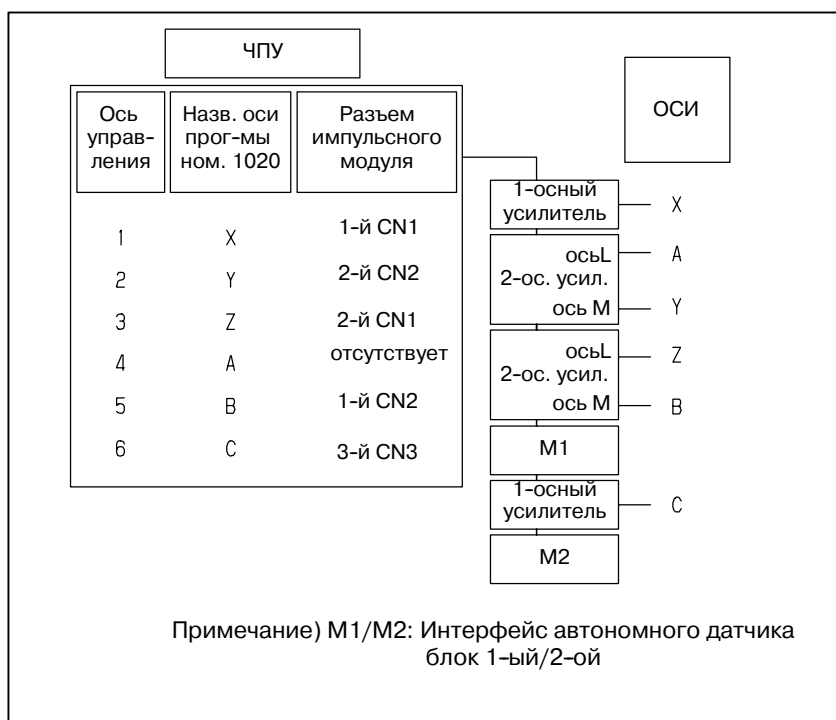 ЧПУ
ОСИ
Ось
управ-
ления
Назв. оси
прог-мы
ном. 1020
Разъем
импульсного
модуля
1 X 1-й CN1
2 Y 2-й CN2
3 Z 2-й CN1
4 A отсутствует
5 B 1-й CN2
6 C 3-й CN3
1-осный
усилитель
X
осьL
A
2-ос. усил.
ось M
Y
осьL
Z
2-ос. усил.
ось M
B
M1
1-осный
усилитель
C
M2
Примечание) M1/M2: Интерфейс автономного датчика
блок 1-ый/2-ой